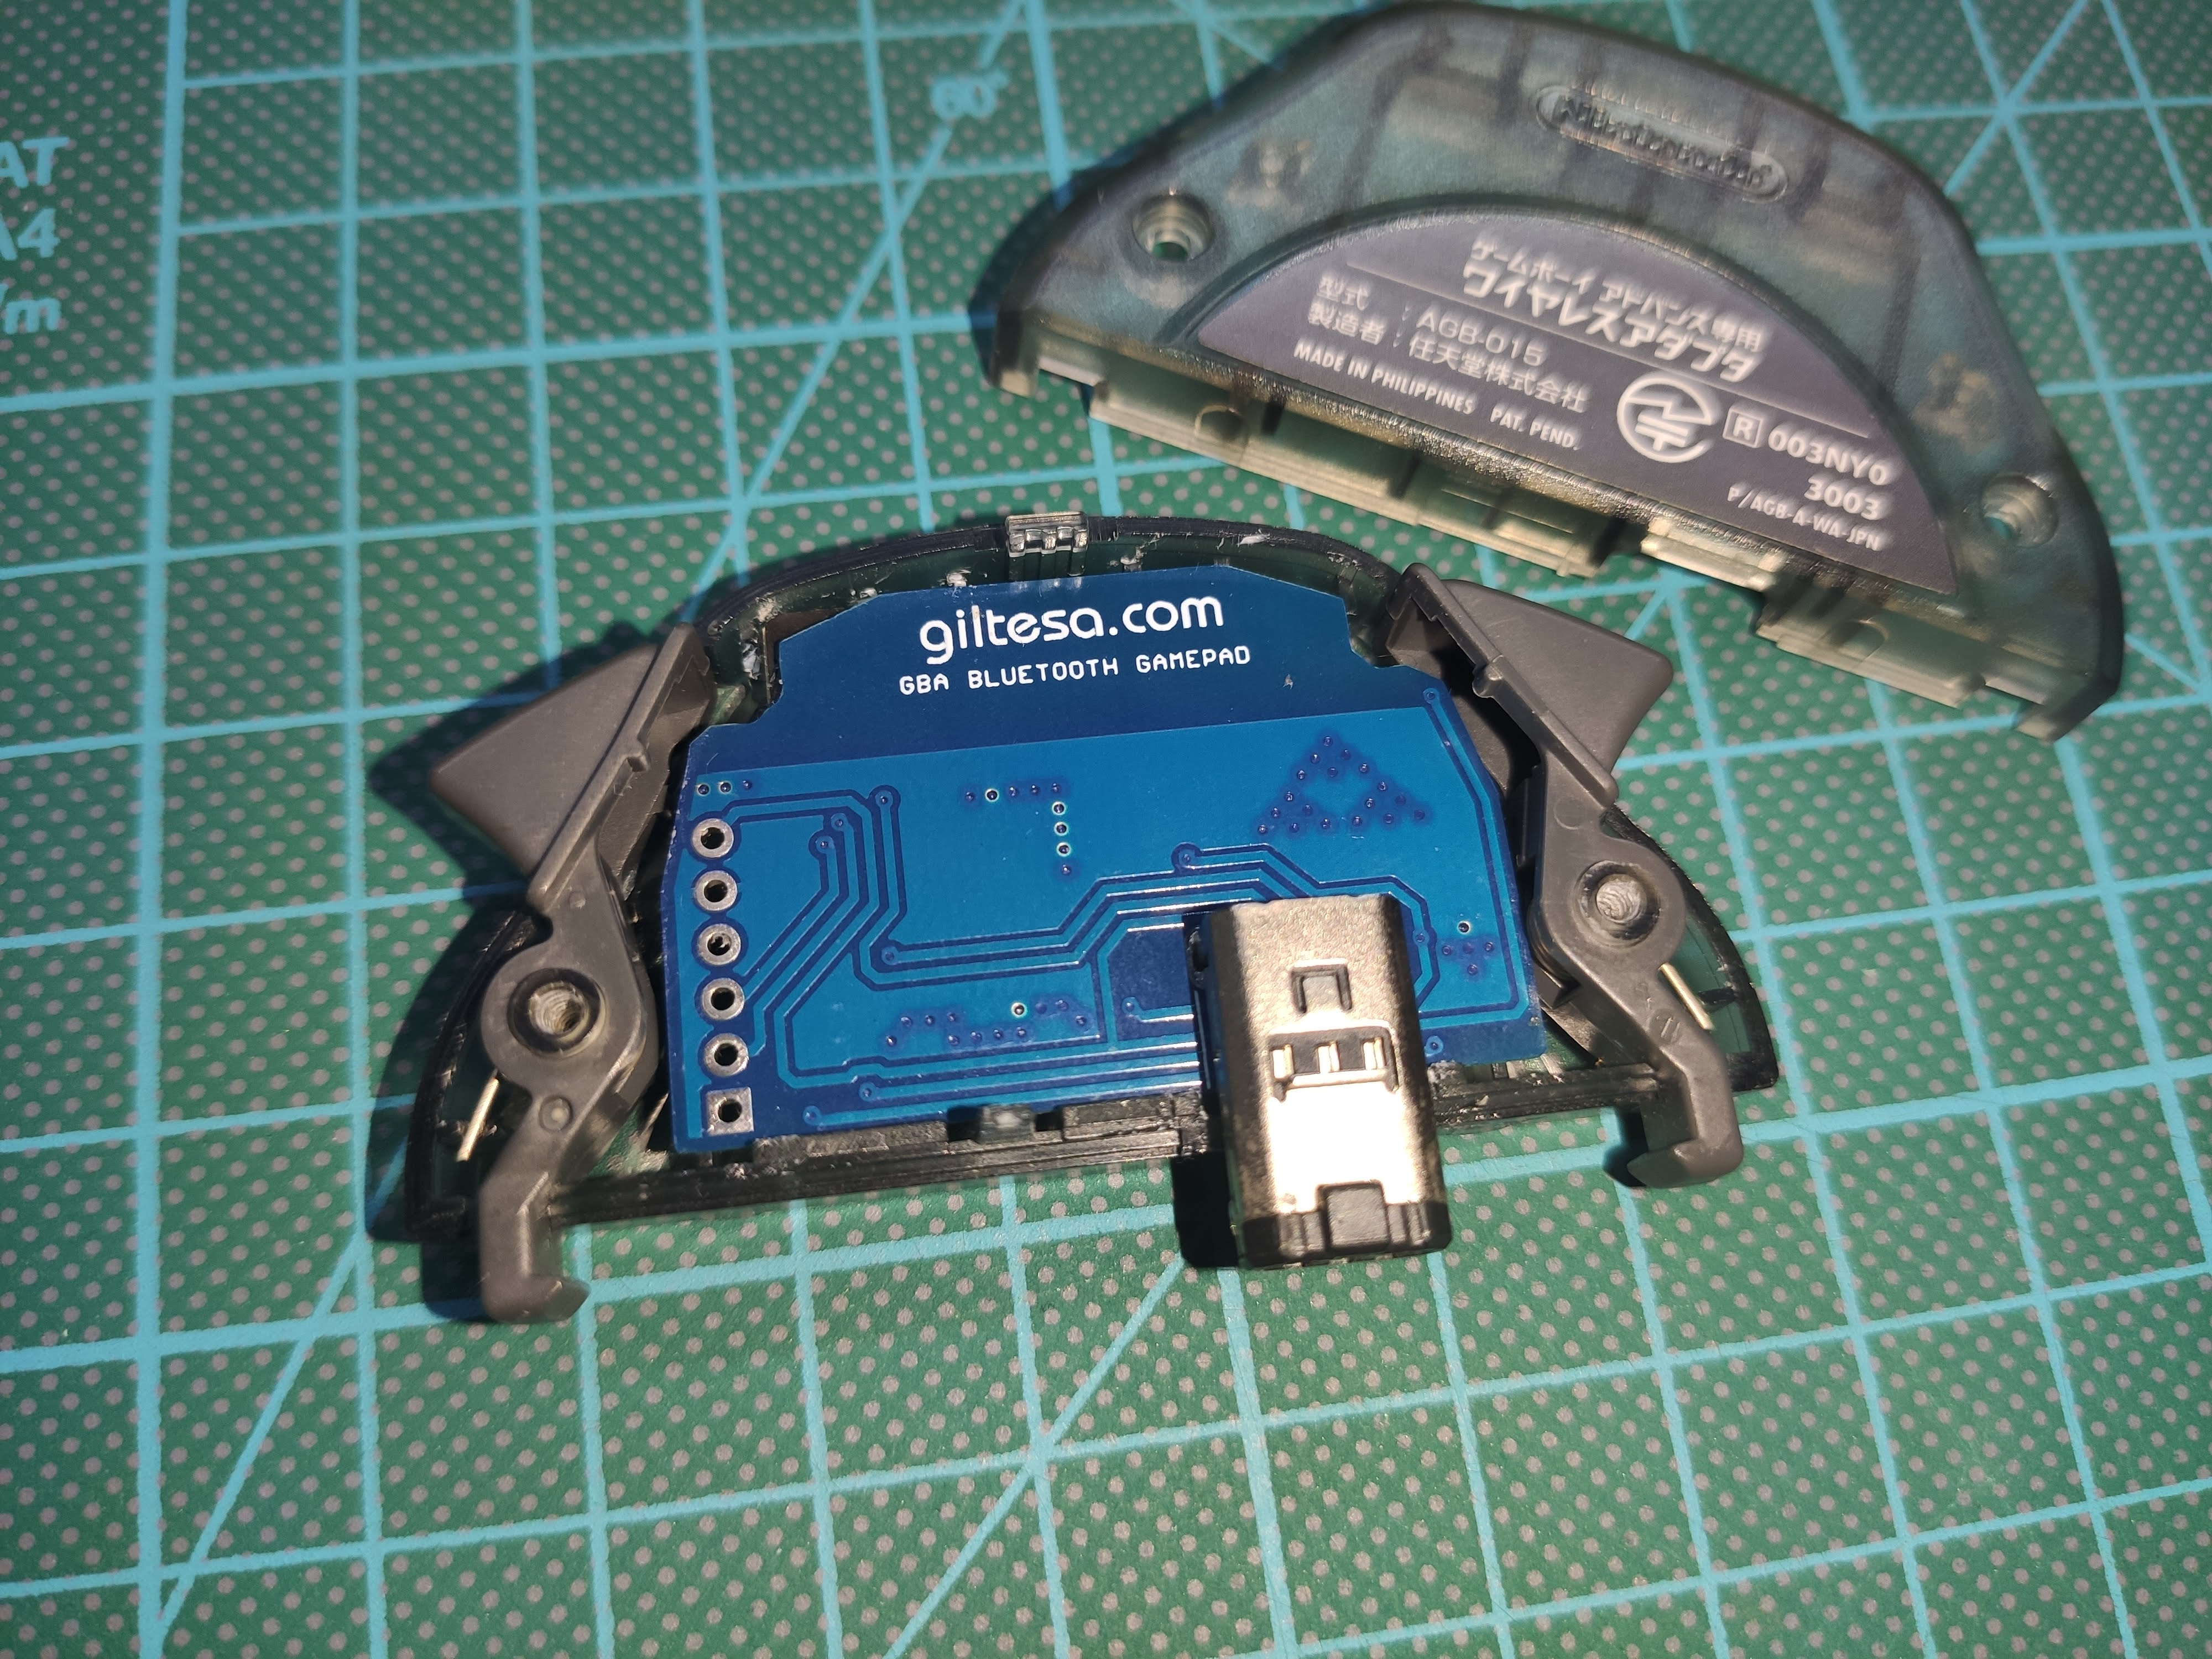 AT
A4
/m
60°
Nintendo
ゲームボーイ アドバンス専用
ワイヤレスアダプタ
型式 : AGB-015
製造者 : 任天堂株式会社
MADE IN PHILIPPINES PAT. PEND.
R 003NY0
3003
P/AGB-A-WA-JPN
giltesa.com
GBA BLUETOOTH GAMEPAD